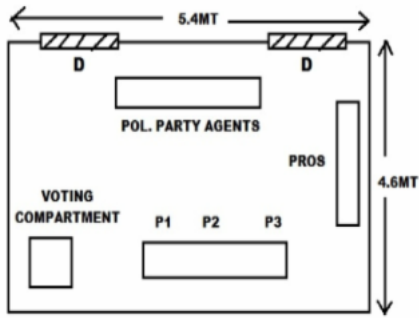 5.4MT
D
D
POL. PARTY AGENTS
PROS
4.6MT
VOTING
COMPARTMENT
P1 P2 P3